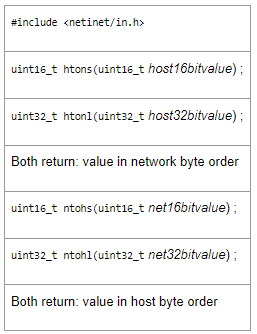 #include <netinet/in.h>
uint16_t htons(uint16_t host16bitvalue) ;
uint32_t htonl(uint32_t host32bitvalue) ;
Both return: value in network byte order
uint16_t ntohs(uint16_t net16bitvalue) ;
uint32_t ntohl(uint32_t net32bitvalue) ;
Both return: value in host byte order